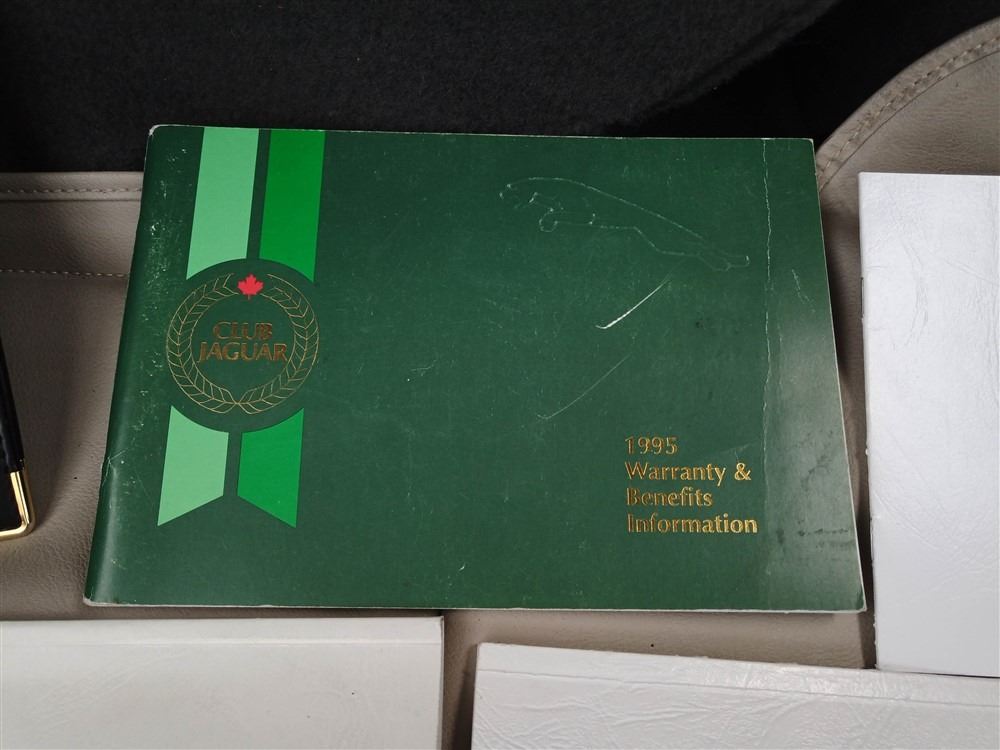 CLUB
JAGUAR
1995
Warranty &
Benefits
Information